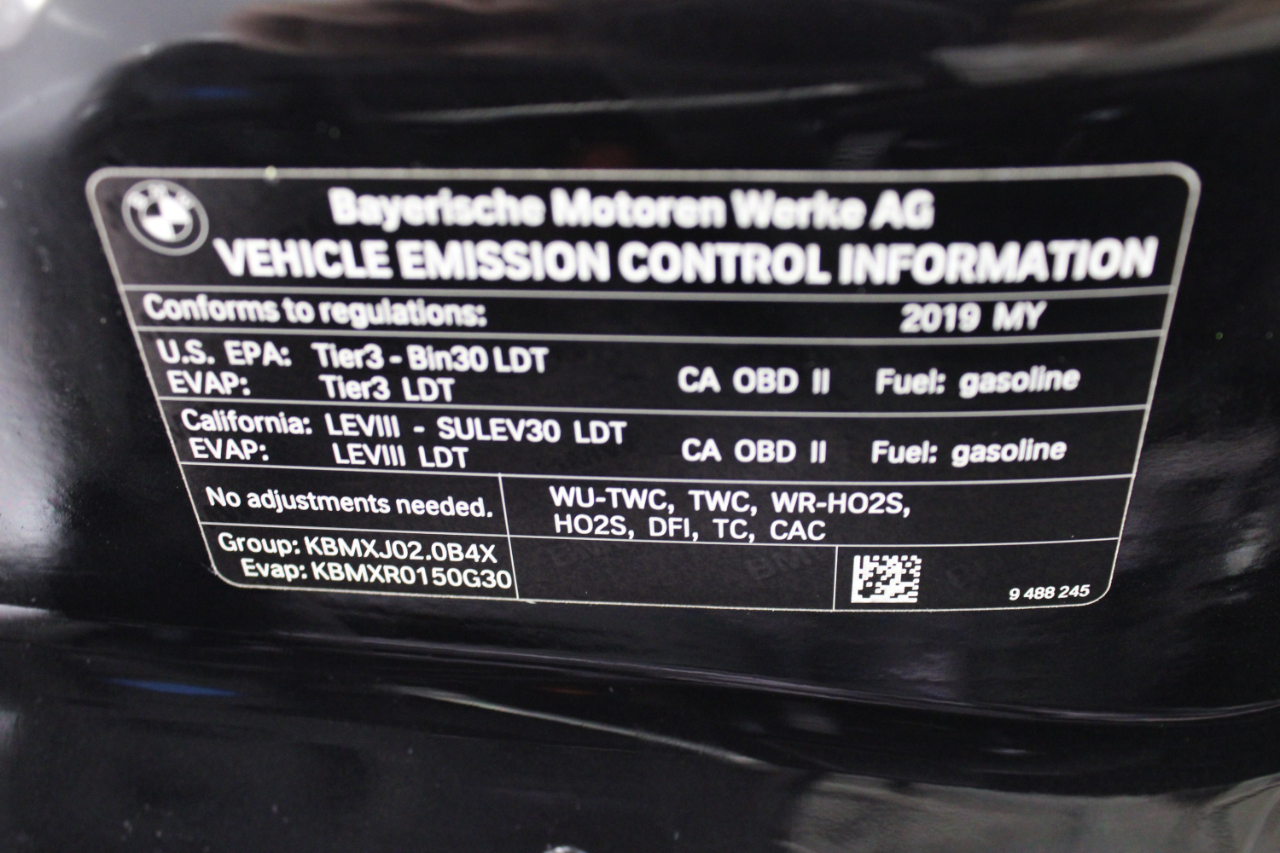 Bayerische Motoren Werke AG
VEHICLE EMISSION CONTROL INFORMATION
Conforms to regulations: 2019 MY
U.S. EPA: Tier3 - Bin30 LDT
EVAP: Tier3 LDT CA OBD II Fuel: gasoline
California: LEVIII - SULEV30 LDT
EVAP: LEVIII LDT CA OBD II Fuel: gasoline
No adjustments needed. WU-TWC, TWC, WR-HO2S,
HO2S, DFI, TC, CAC
Group: KBMXJ02.0B4X
Evap: KBMXR0150G30
9 488 245